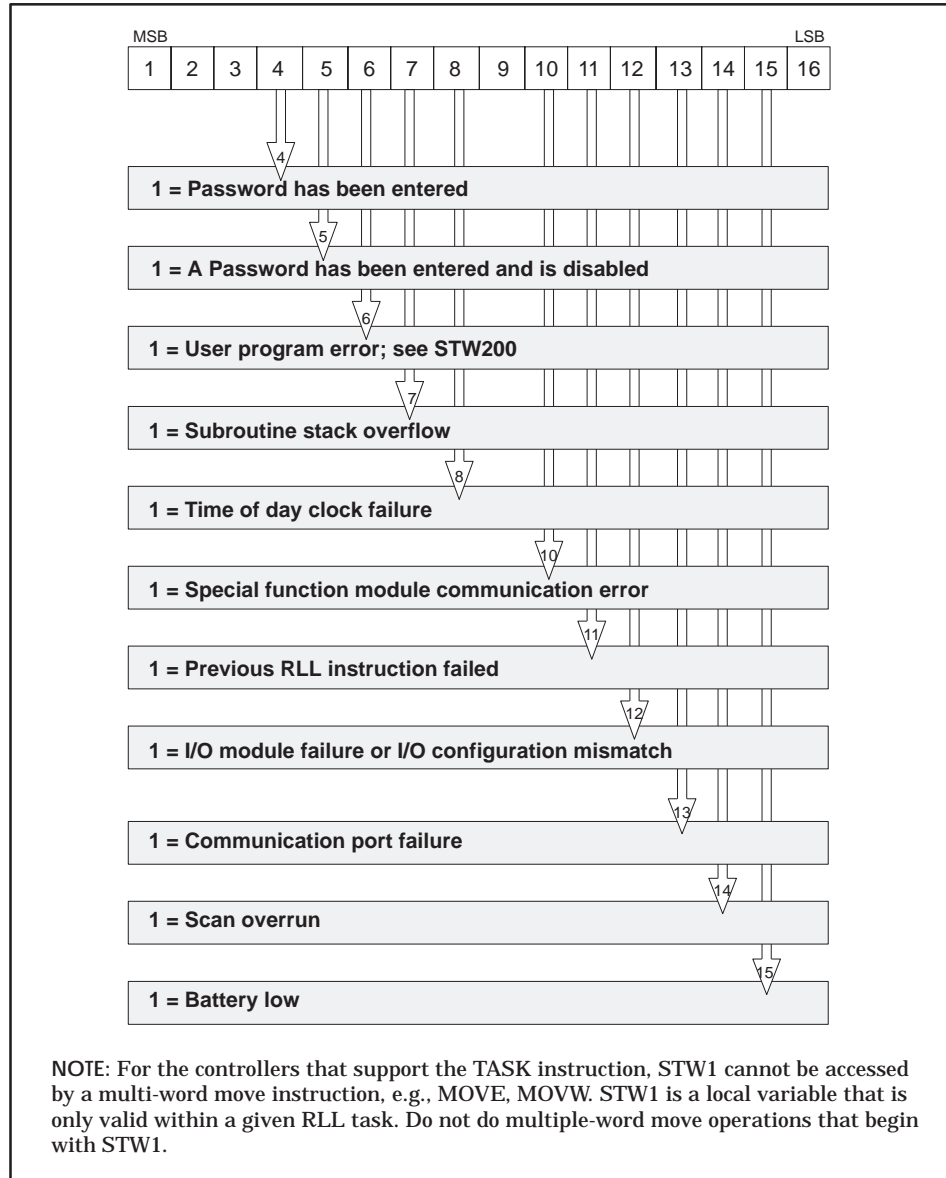 MSB LSB
1 2 3 4 5 6 7 8 9 10 11 12 13 14 15 16
4
1 = Password has been entered
5
1 = A Password has been entered and is disabled
6
1 = User program error; see STW200
7
1 = Subroutine stack overflow
8
1 = Time of day clock failure
10
1 = Special function module communication error
11
1 = Previous RLL instruction failed
12
1 = I/O module failure or I/O configuration mismatch
13
1 = Communication port failure
14
1 = Scan overrun
15
1 = Battery low
NOTE: For the controllers that support the TASK instruction, STW1 cannot be accessed
by a multi-word move instruction, e.g., MOVE, MOVW. STW1 is a local variable that is
only valid within a given RLL task. Do not do multiple-word move operations that begin
with STW1.